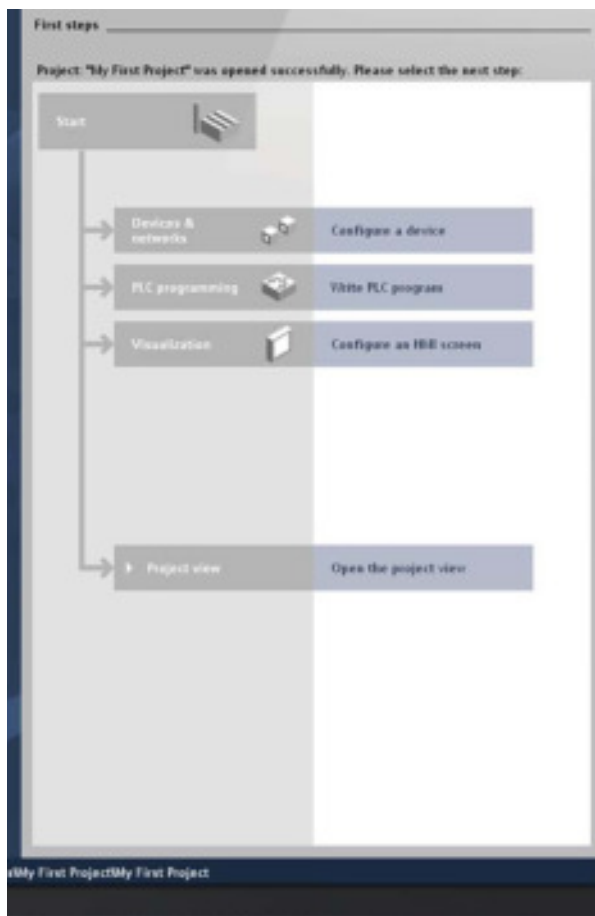 First steps
Project: "My First Project" was opened successfully. Please select the next step:
Start
Devices &
networks
Configure a device
PLC programming
Write PLC program
Visualization
Configure an HMI screen
Project view
Open the project view
\My First Project\My First Project